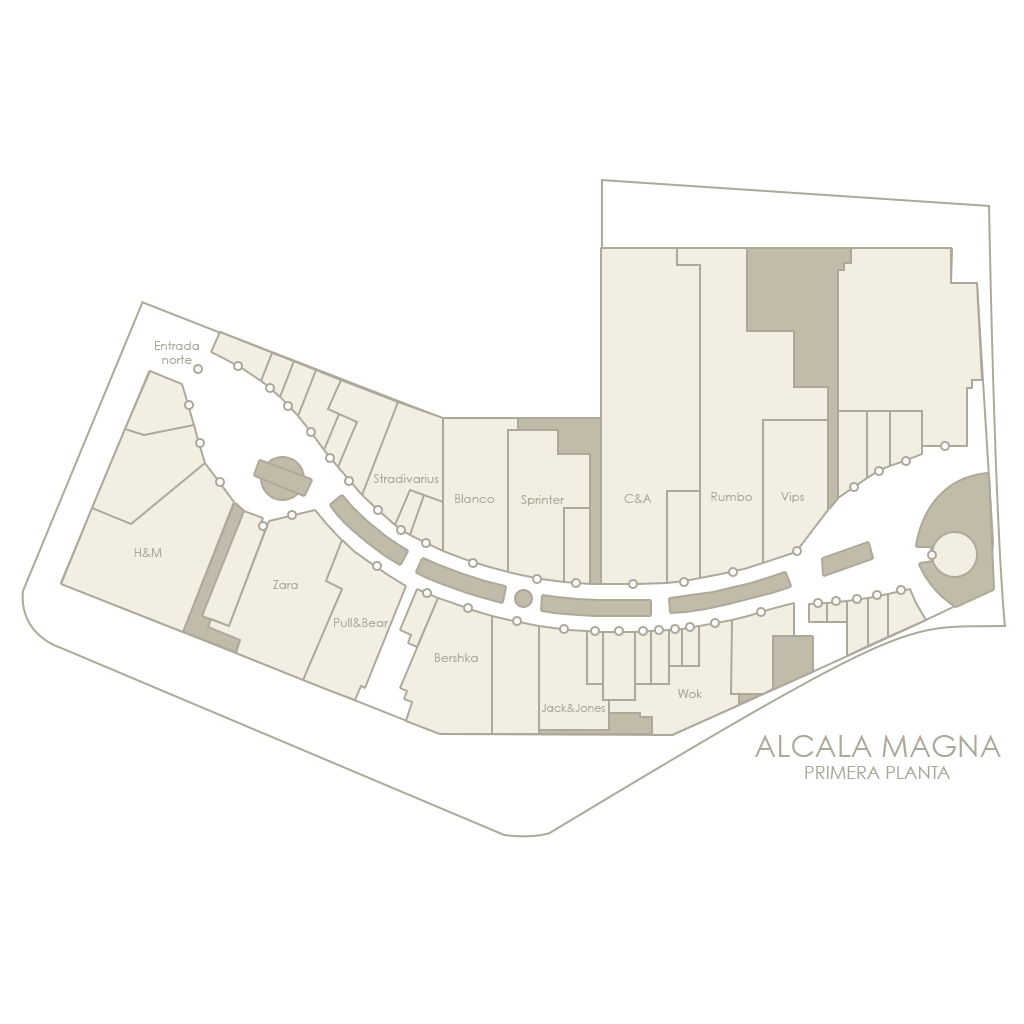 Entrada
norte
Stradivarius
Blanco
Sprinter
C&A
Rumbo
Vips
H&M
Zara
Pull&Bear
Bershka
Jack&Jones
Wok
ALCALA MAGNA
PRIMERA PLANTA